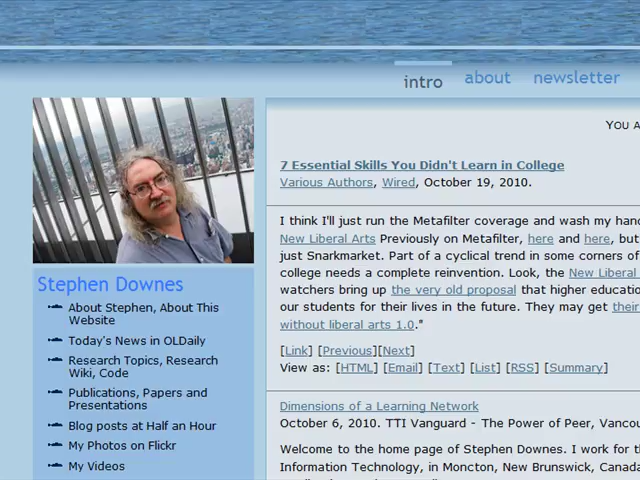 intro about newsletter
YOU A
7 Essential Skills You Didn't Learn in College
Various Authors, Wired, October 19, 2010.
I think I'll just run the Metafilter coverage and wash my hand
New Liberal Arts Previously on Metafilter, here and here, but
just Snarkmarket. Part of a cyclical trend in some corners of
college needs a complete reinvention. Look, the New Liberal
watchers bring up the very old proposal that higher educatio
our students for their lives in the future. They may get their
without liberal arts 1.0."
[Link] [Previous][Next]
View as: [HTML] [Email] [Text] [List] [RSS] [Summary]
Dimensions of a Learning Network
October 6, 2010. TTI Vanguard - The Power of Peer, Vancou
Welcome to the home page of Stephen Downes. I work for t
Information Technology, in Moncton, New Brunswick, Canada
Stephen Downes
About Stephen, About This
Website
Today's News in OLDaily
Research Topics, Research
Wiki, Code
Publications, Papers and
Presentations
Blog posts at Half an Hour
My Photos on Flickr
My Videos